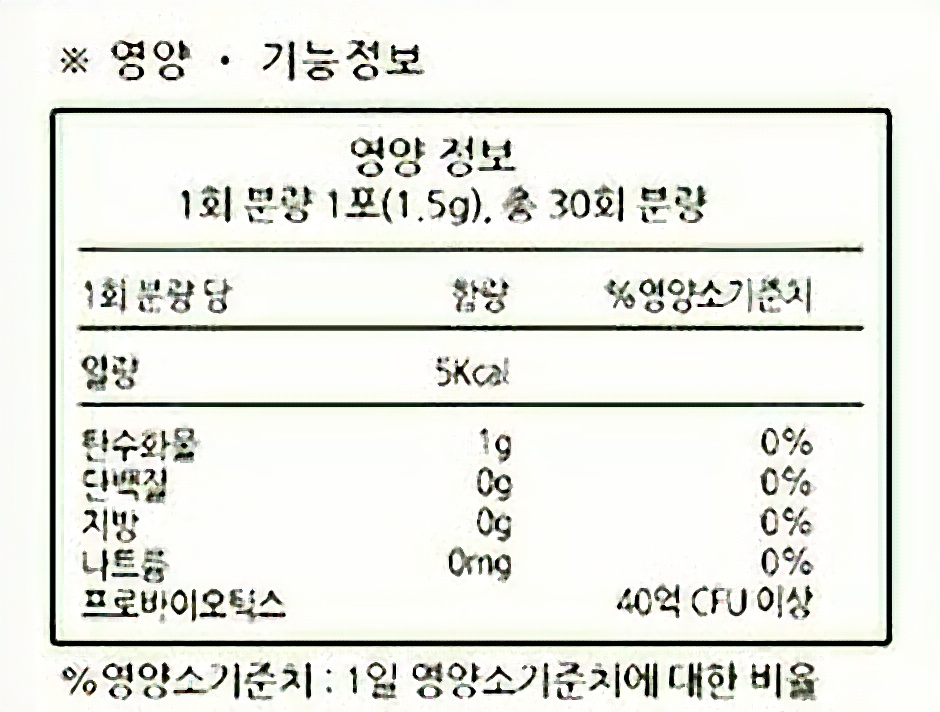 ※ 영양 · 기능정보
영양 정보
1회 분량 1포(1.5g), 총 30회 분량
1회 분량 당 함량 %영양소기준치
열량 5Kcal
탄수화물 1g 0%
단백질 0g 0%
지방 0g 0%
나트륨 0mg 0%
프로바이오틱스 40억 CFU 이상
%영양소기준치 : 1일 영양소기준치에 대한 비율